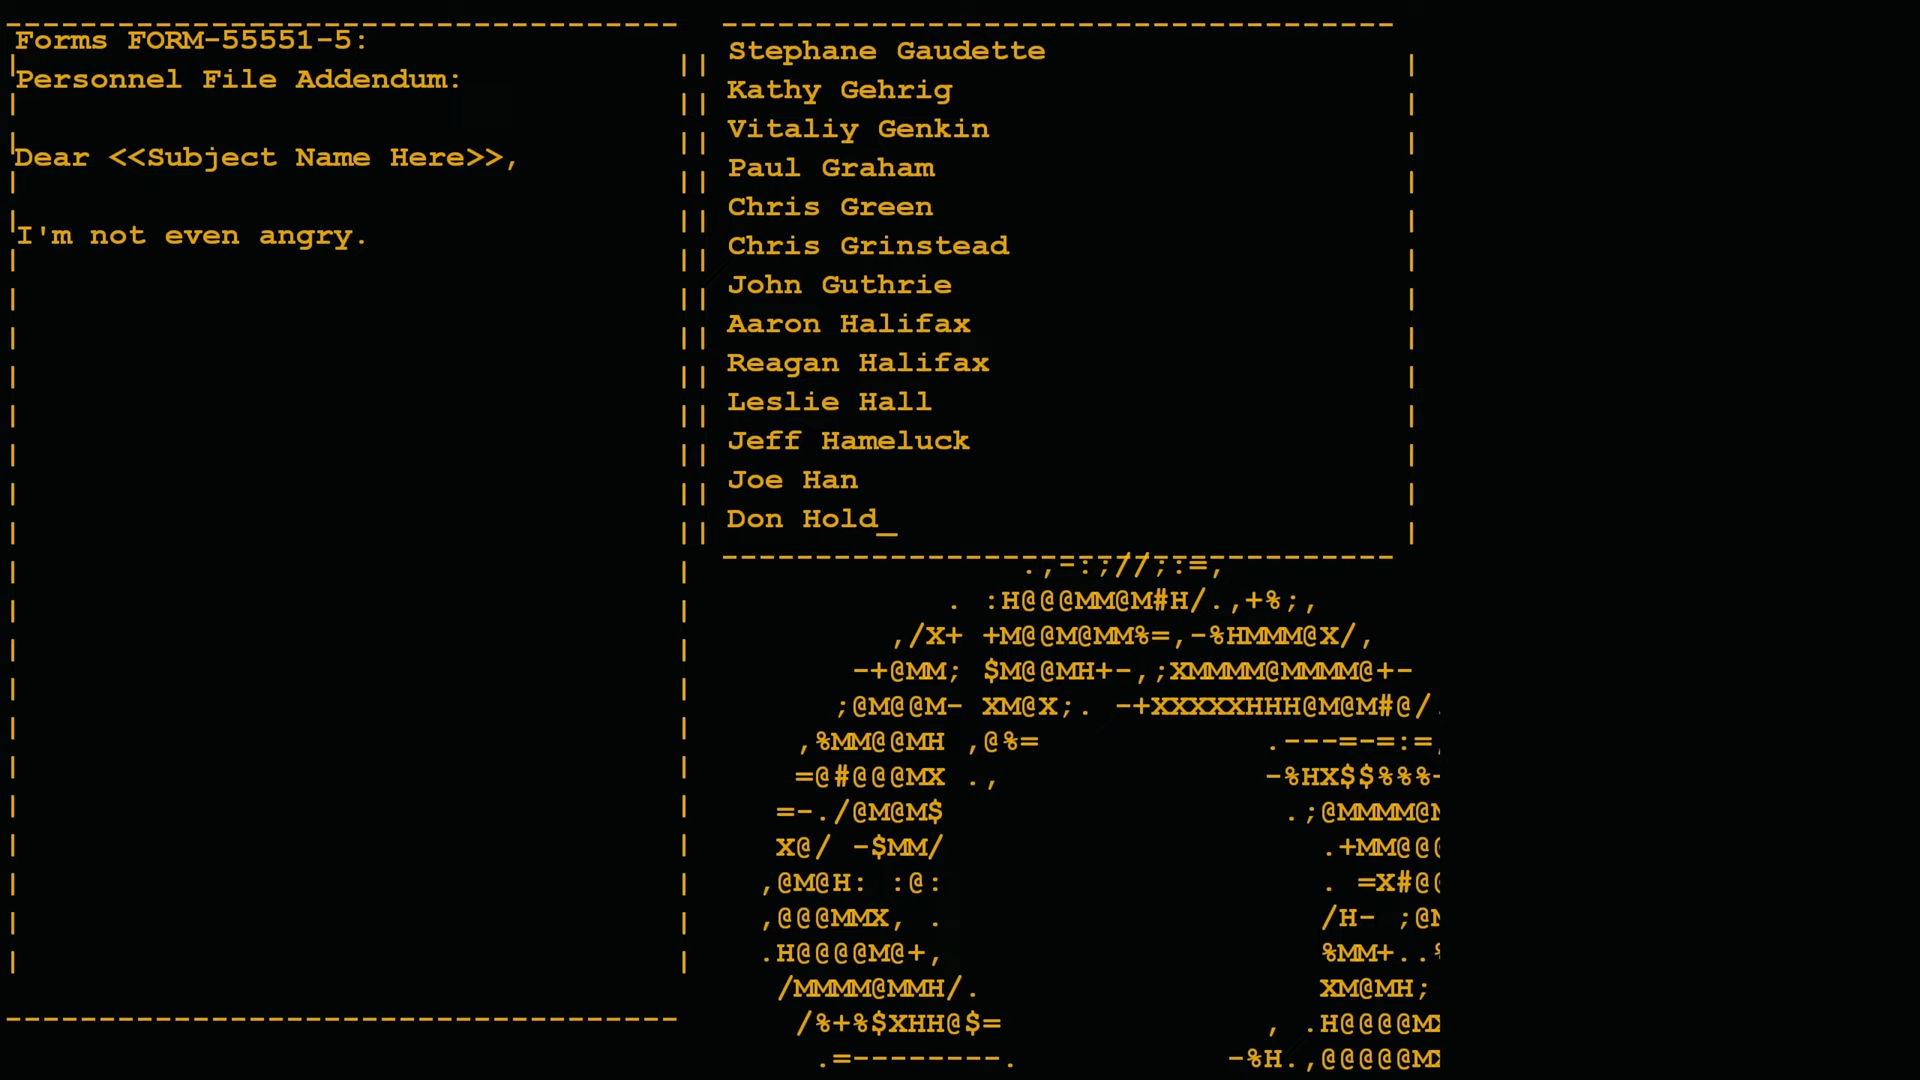 Forms FORM-55551-5:
Personnel File Addendum:
Dear <<Subject Name Here>>,
I'm not even angry.
Stephane Gaudette
Kathy Gehrig
Vitaliy Genkin
Paul Graham
Chris Green
Chris Grinstead
John Guthrie
Aaron Halifax
Reagan Halifax
Leslie Hall
Jeff Hameluck
Joe Han
Don Hold_